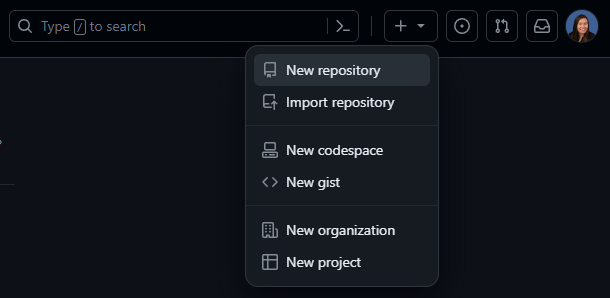 Type / to search
New repository
Import repository
New codespace
New gist
New organization
New project